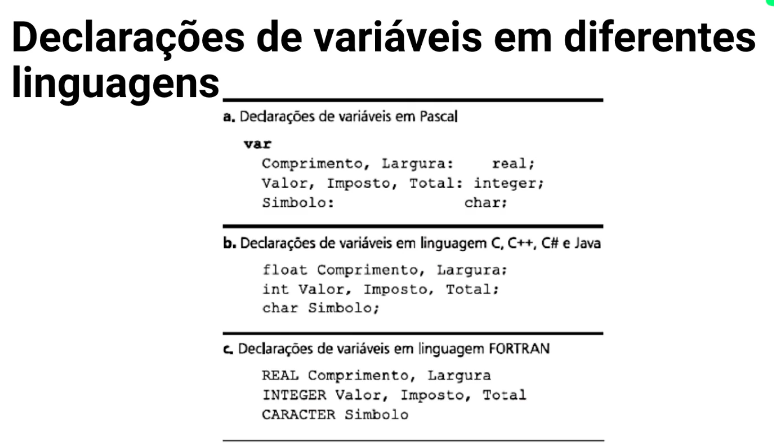 Declarações de variáveis em diferentes
linguagens
a. Declarações de variáveis em Pascal
var
Comprimento, Largura: real;
Valor, Imposto, Total: integer;
Simbolo: char;
b. Declarações de variáveis em linguagem C, C++, C# e Java
float Comprimento, Largura;
int Valor, Imposto, Total;
char Simbolo;
c. Declarações de variáveis em linguagem FORTRAN
REAL Comprimento, Largura
INTEGER Valor, Imposto, Total
CARACTER Simbolo